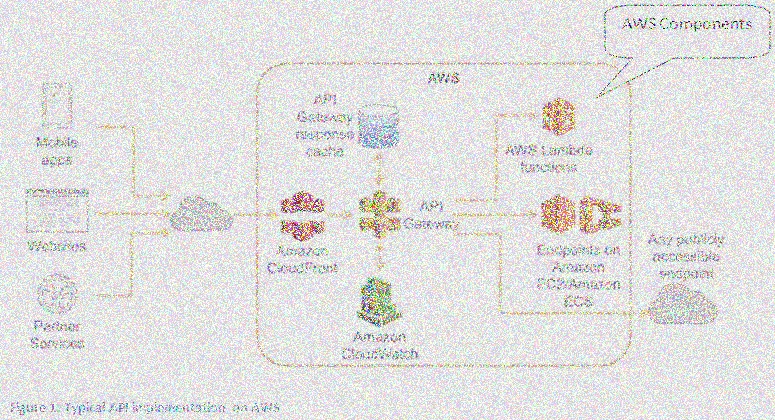 AWS Components
AWS
Mobile
apps
Websites
Partner
Services
API
Gateway
response
cache
Amazon
CloudFront
API
Gateway
Amazon
CloudWatch
AWS Lambda
functions
Endpoints on
Amazon
EC2/Amazon
ECS
Any publicly
accessible
endpoint
Figure 1: Typical API implementation on AWS